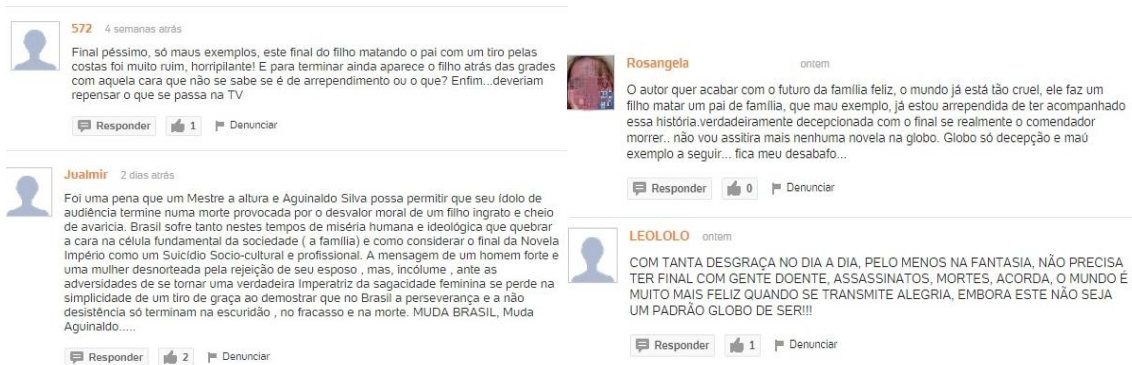 572 4 semanas atrás
Final péssimo, só maus exemplos, este final do filho matando o pai com um tiro pelas
costas foi muito ruim, horripilante! E para terminar ainda aparece o filho atrás das grades
com aquela cara que não se sabe se é de arrependimento ou o que? Enfim...deveriam
repensar o que se passa na TV
Responder 1 Denunciar
Jualmir 2 dias atrás
Foi uma pena que um Mestre a altura e Aguinaldo Silva possa permitir que seu ídolo de
audiência termine numa morte provocada por o desvalor moral de um filho ingrato e cheio
de avaricia. Brasil sofre tanto nestes tempos de miséria humana e ideológica que quebrar
a cara na célula fundamental da sociedade ( a família) e como considerar o final da Novela
Império como um Suicídio Socio-cultural e profissional. A mensagem de um homem forte e
uma mulher desnorteada pela rejeição de seu esposo , mas, incólume , ante as
adversidades de se tornar uma verdadeira Imperatriz da sagacidade feminina se perde na
simplicidade de um tiro de graça ao demostrar que no Brasil a perseverança e a não
desistência só terminam na escuridão , no fracasso e na morte. MUDA BRASIL, Muda
Aguinaldo.....
Responder 2 Denunciar
Rosangela ontem
O autor quer acabar com o futuro da família feliz, o mundo já está tão cruel, ele faz um
filho matar um pai de família, que mau exemplo, já estou arrependida de ter acompanhado
essa história.verdadeiramente decepcionada com o final se realmente o comendador
morrer.. não vou assitira mais nenhuma novela na globo. Globo só decepção e maú
exemplo a seguir... fica meu desabafo...
Responder 0 Denunciar
LEOLOLO ontem
COM TANTA DESGRAÇA NO DIA A DIA, PELO MENOS NA FANTASIA, NÃO PRECISA
TER FINAL COM GENTE DOENTE, ASSASSINATOS, MORTES, ACORDA, O MUNDO É
MUITO MAIS FELIZ QUANDO SE TRANSMITE ALEGRIA, EMBORA ESTE NÃO SEJA
UM PADRÃO GLOBO DE SER!!!
Responder 1 Denunciar